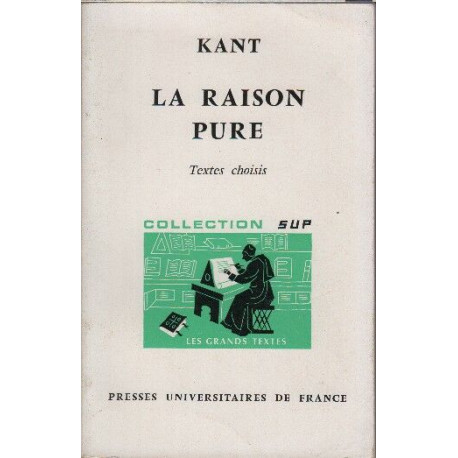 KANT
LA RAISON
PURE
Textes choisis
COLLECTION SUP
LES GRANDS TEXTES
PRESSES UNIVERSITAIRES DE FRANCE